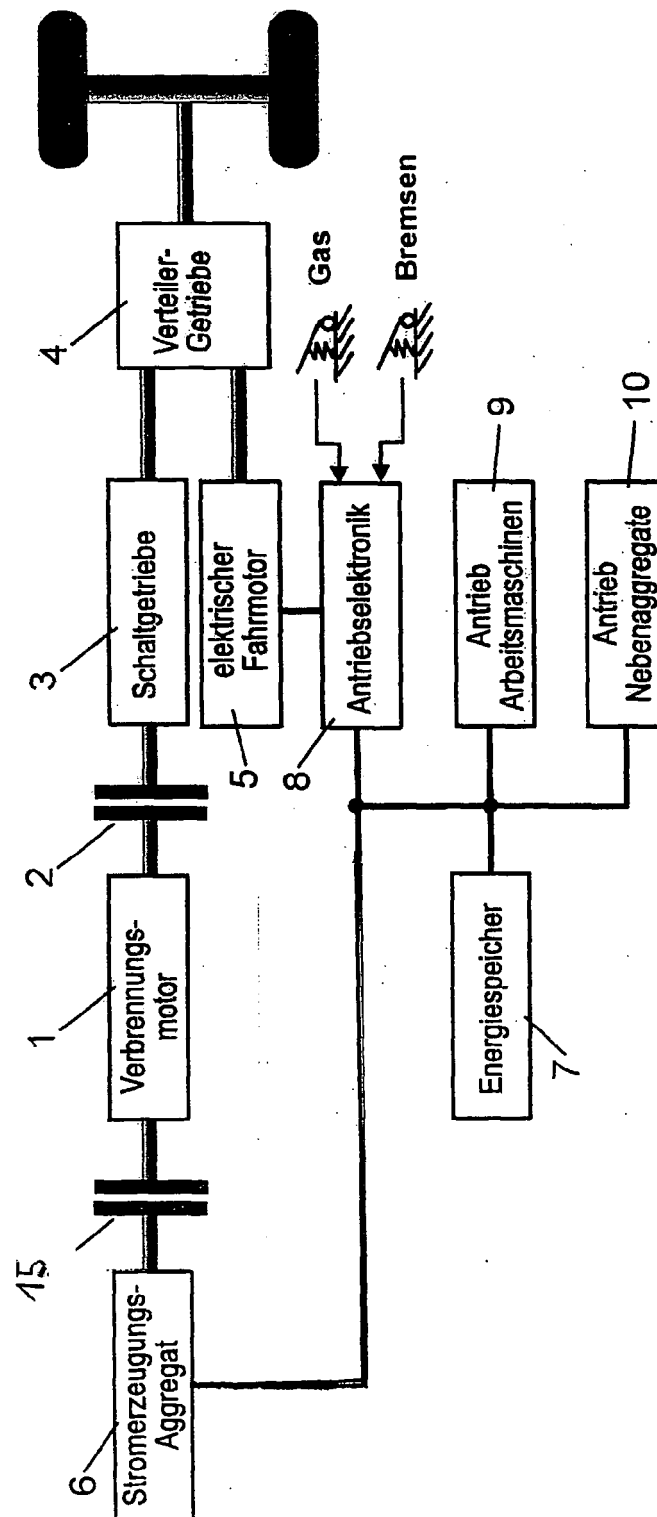 6
Stromerzeugungs-
Aggregat
15
1
Verbrennungs-
motor
2
3
Schaltgetriebe
4
Verteiler-
Getriebe
5
elektrischer
Fahrmotor
Gas
Bremsen
8
Antriebselektronik
7
Energiespeicher
9
Antrieb
Arbeitsmaschinen
10
Antrieb
Nebenaggregate